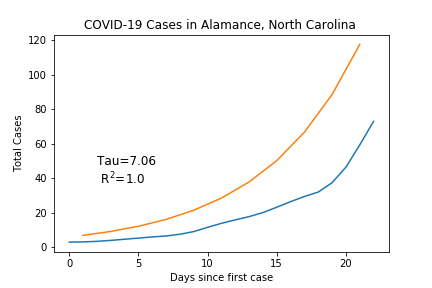 COVID-19 Cases in Alamance, North Carolina
120
100
80
60
40
20
0
Total Cases
Tau=7.06
R²=1.0
0 5 10 15 20
Days since first case